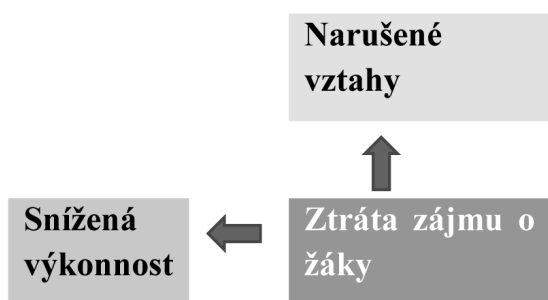 Narušené
vztahy
Snížená
výkonnost
Ztráta zájmu o
žáky